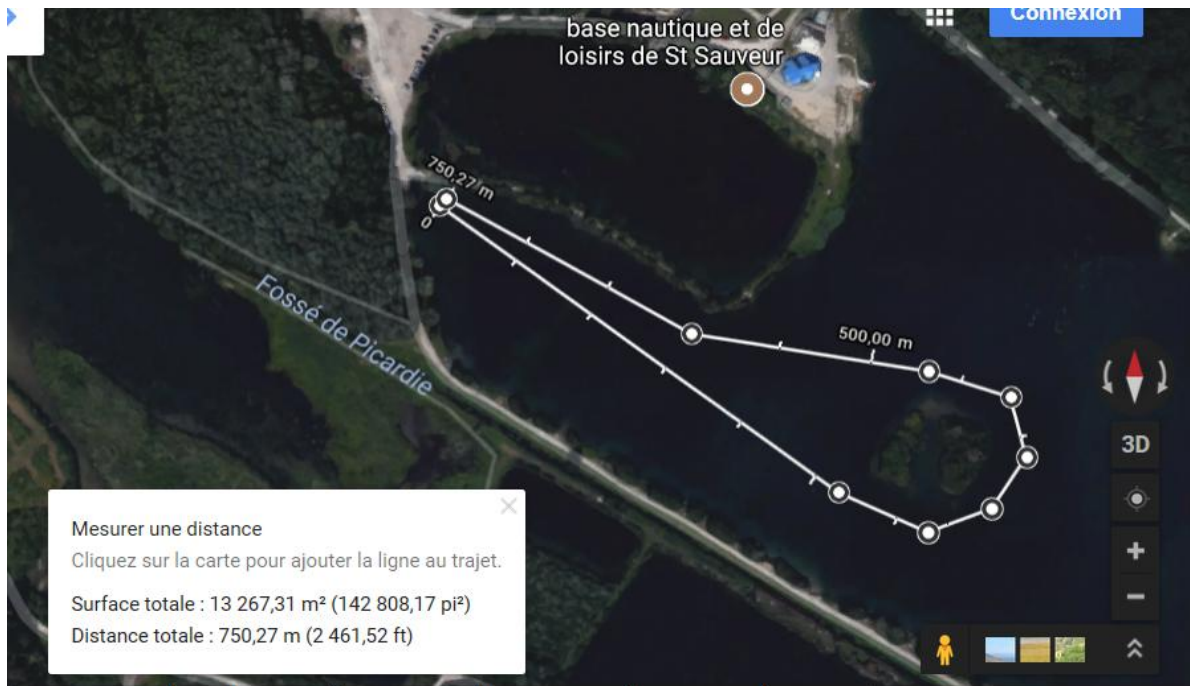 Connexion
base nautique et de
loisirs de St Sauveur
750,27 m
0
Fossé de Picardie
500,00 m
3D
Mesurer une distance
Cliquez sur la carte pour ajouter la ligne au trajet.
Surface totale : 13 267,31 m² (142 808,17 pi²)
Distance totale : 750,27 m (2 461,52 ft)